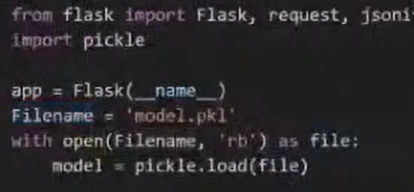 from flask import Flask, request, jsoni
import pickle
app = Flask(__name__)
Filename = 'model.pkl'
with open(Filename, 'rb') as file:
model = pickle.load(file)